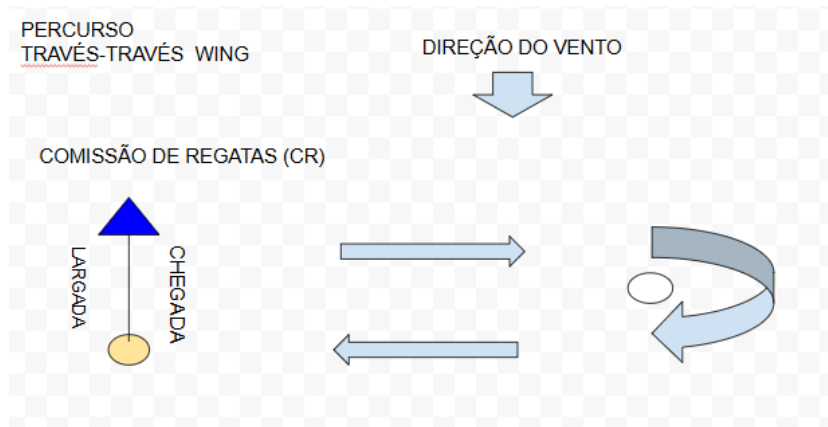 PERCURSO
TRAVÉS-TRAVÉS WING
DIREÇÃO DO VENTO
COMISSÃO DE REGATAS (CR)
LARGADA
CHEGADA